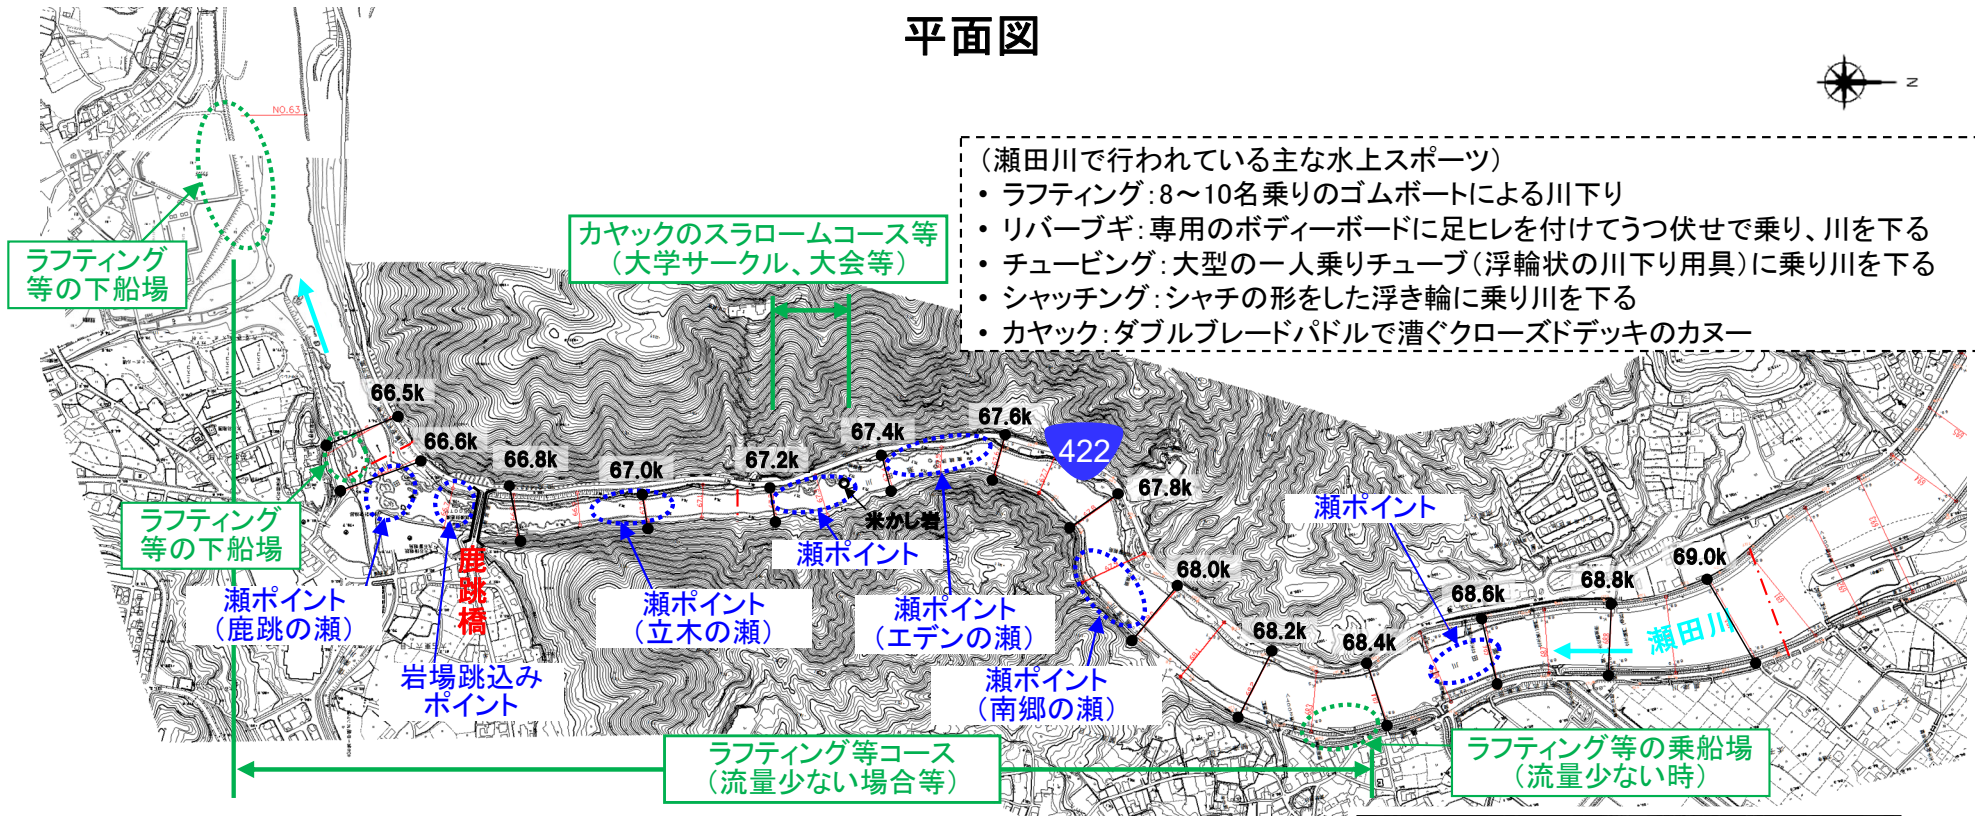 平面図
N
NO.63
（瀬田川で行われている主な水上スポーツ）
• ラフティング：8～10名乗りのゴムボートによる川下り
• リバーブギ：専用のボディーボードに足ヒレを付けてうつ伏せで乗り、川を下る
• チュービング：大型の一人乗りチューブ（浮輪状の川下り用具）に乗り川を下る
• シャッチング：シャチの形をした浮き輪に乗り川を下る
• カヤック：ダブルブレードパドルで漕ぐクローズドデッキのカヌー
カヤックのスラロームコース等
（大学サークル、大会等）
ラフティング
等の下船場
66.5k
66.6k
66.8k
67.0k
67.2k
67.4k
67.6k
422
67.8k
68.0k
68.2k
68.4k
68.6k
68.8k
69.0k
米かし岩
瀬ポイント
瀬ポイント
ラフティング
等の下船場
鹿跳橋
瀬田川
瀬ポイント
（鹿跳の瀬）
岩場跳込み
ポイント
瀬ポイント
（立木の瀬）
瀬ポイント
（エデンの瀬）
瀬ポイント
（南郷の瀬）
ラフティング等コース
（流量少ない場合等）
ラフティング等の乗船場
（流量少ない時）